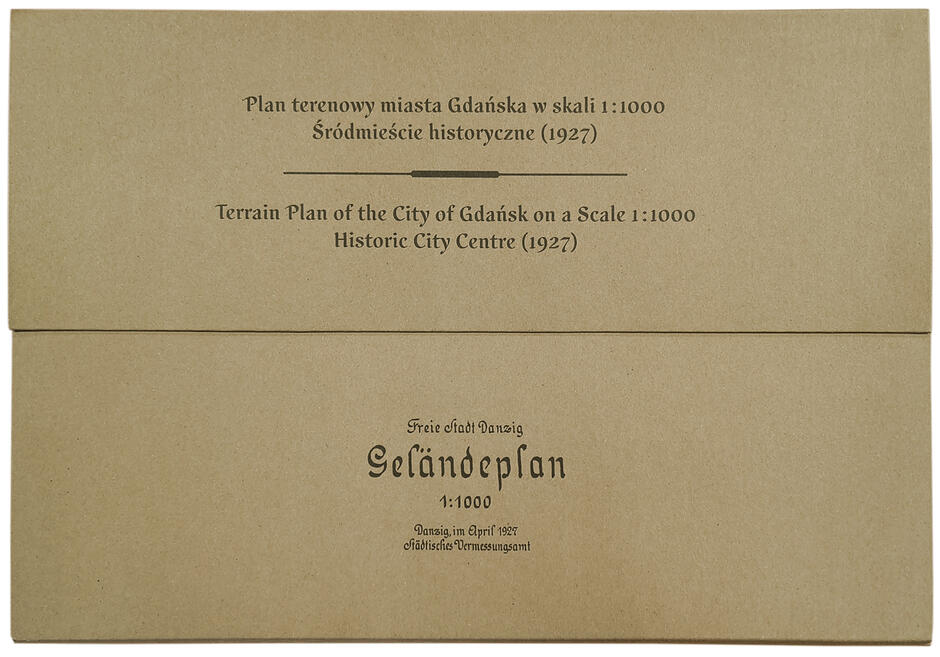 Plan terenowy miasta Gdańska w skali 1:1000
Śródmieście historyczne (1927)
Terrain Plan of the City of Gdańsk on a Scale 1:1000
Historic City Centre (1927)
Freie Stadt Danzig
Geländeplan
1:1000
Danzig, im April 1927
Städtisches Vermessungsamt